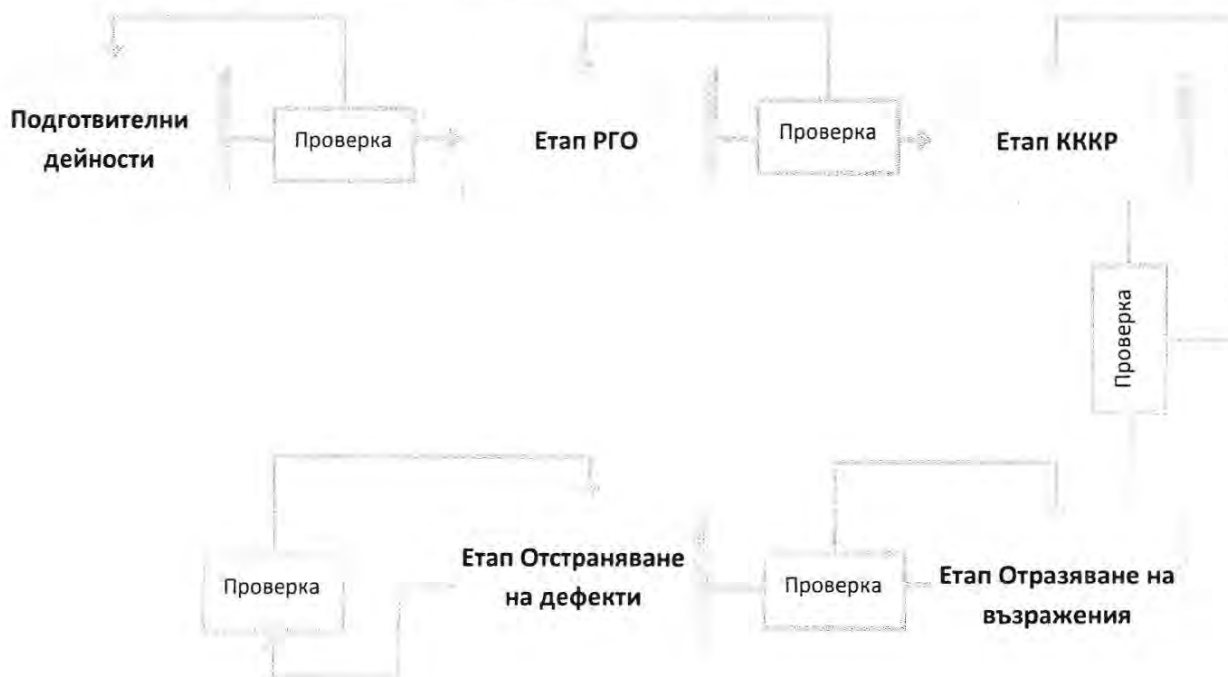 Подготвителни
дейности
Проверка
Етап РГО
Проверка
Етап КККР
Проверка
Етап Отразяване на
възражения
Проверка
Етап Отстраняване
на дефекти
Проверка